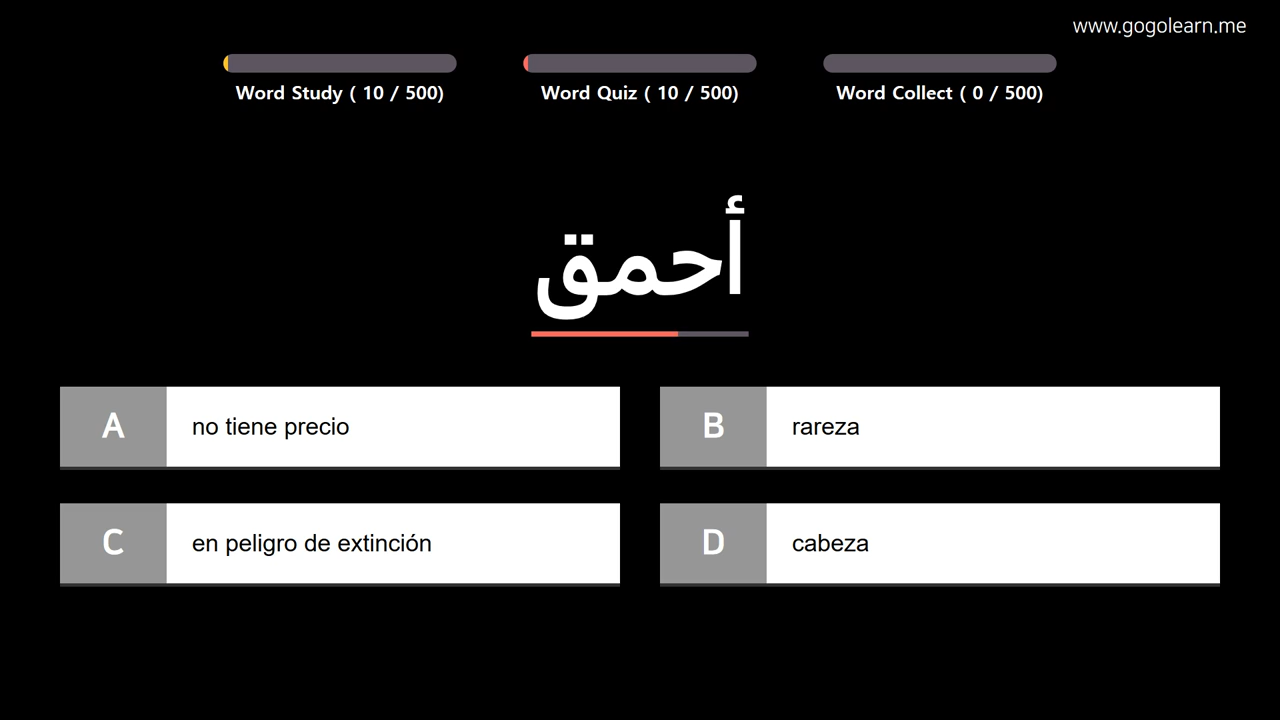 www.gogolearn.me
Word Study ( 10 / 500)
Word Quiz ( 10 / 500)
Word Collect ( 0 / 500)
أحمق
A no tiene precio
B rareza
C en peligro de extinción
D cabeza